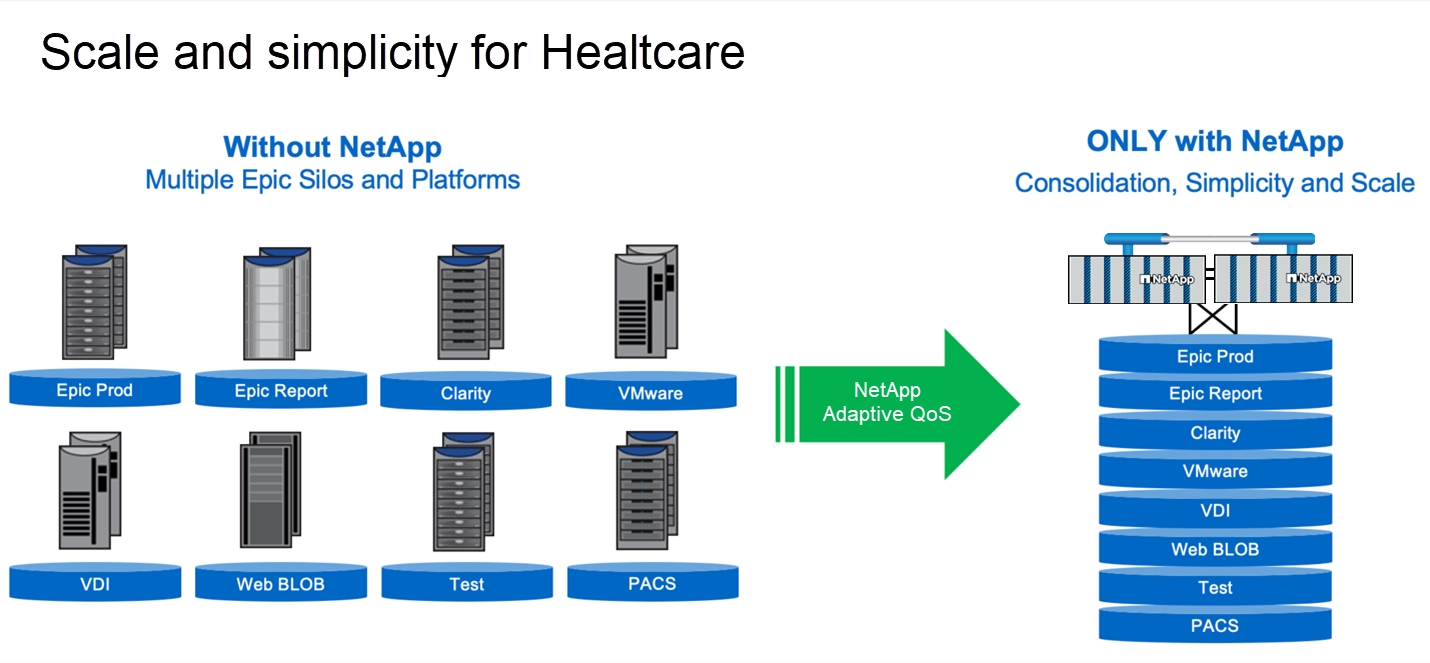 Scale and simplicity for Healtcare
Without NetApp
Multiple Epic Silos and Platforms
Epic Prod
Epic Report
Clarity
VMware
VDI
Web BLOB
Test
PACS
NetApp
Adaptive QoS
ONLY with NetApp
Consolidation, Simplicity and Scale
NetApp
NetApp
Epic Prod
Epic Report
Clarity
VMware
VDI
Web BLOB
Test
PACS